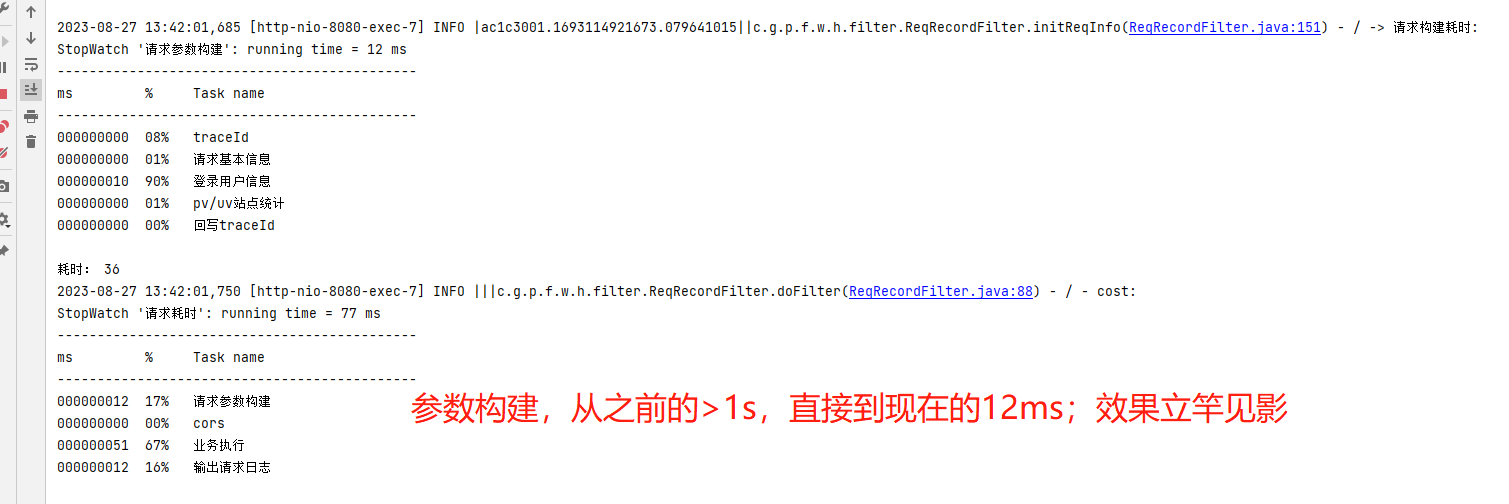 2023-08-27 13:42:01,685 [http-nio-8080-exec-7] INFO |ac1c3001.1693114921673.079641015||c.g.p.f.w.h.filter.ReqRecordFilter.initReqInfo(ReqRecordFilter.java:151) - / -> 请求构建耗时:
StopWatch '请求参数构建': running time = 12 ms
---------------------------------------------
ms         %     Task name
---------------------------------------------
000000000  08%   traceId
000000000  01%   请求基本信息
000000010  90%   登录用户信息
000000000  01%   pv/uv站点统计
000000000  00%   回写traceId
耗时： 36
2023-08-27 13:42:01,750 [http-nio-8080-exec-7] INFO |||c.g.p.f.w.h.filter.ReqRecordFilter.doFilter(ReqRecordFilter.java:88) - / - cost:
StopWatch '请求耗时': running time = 77 ms
---------------------------------------------
ms         %     Task name
---------------------------------------------
000000012  17%   请求参数构建
参数构建，从之前的>1s，直接到现在的12ms；效果立竿见影
000000000  00%   cors
000000051  67%   业务执行
000000012  16%   输出请求日志